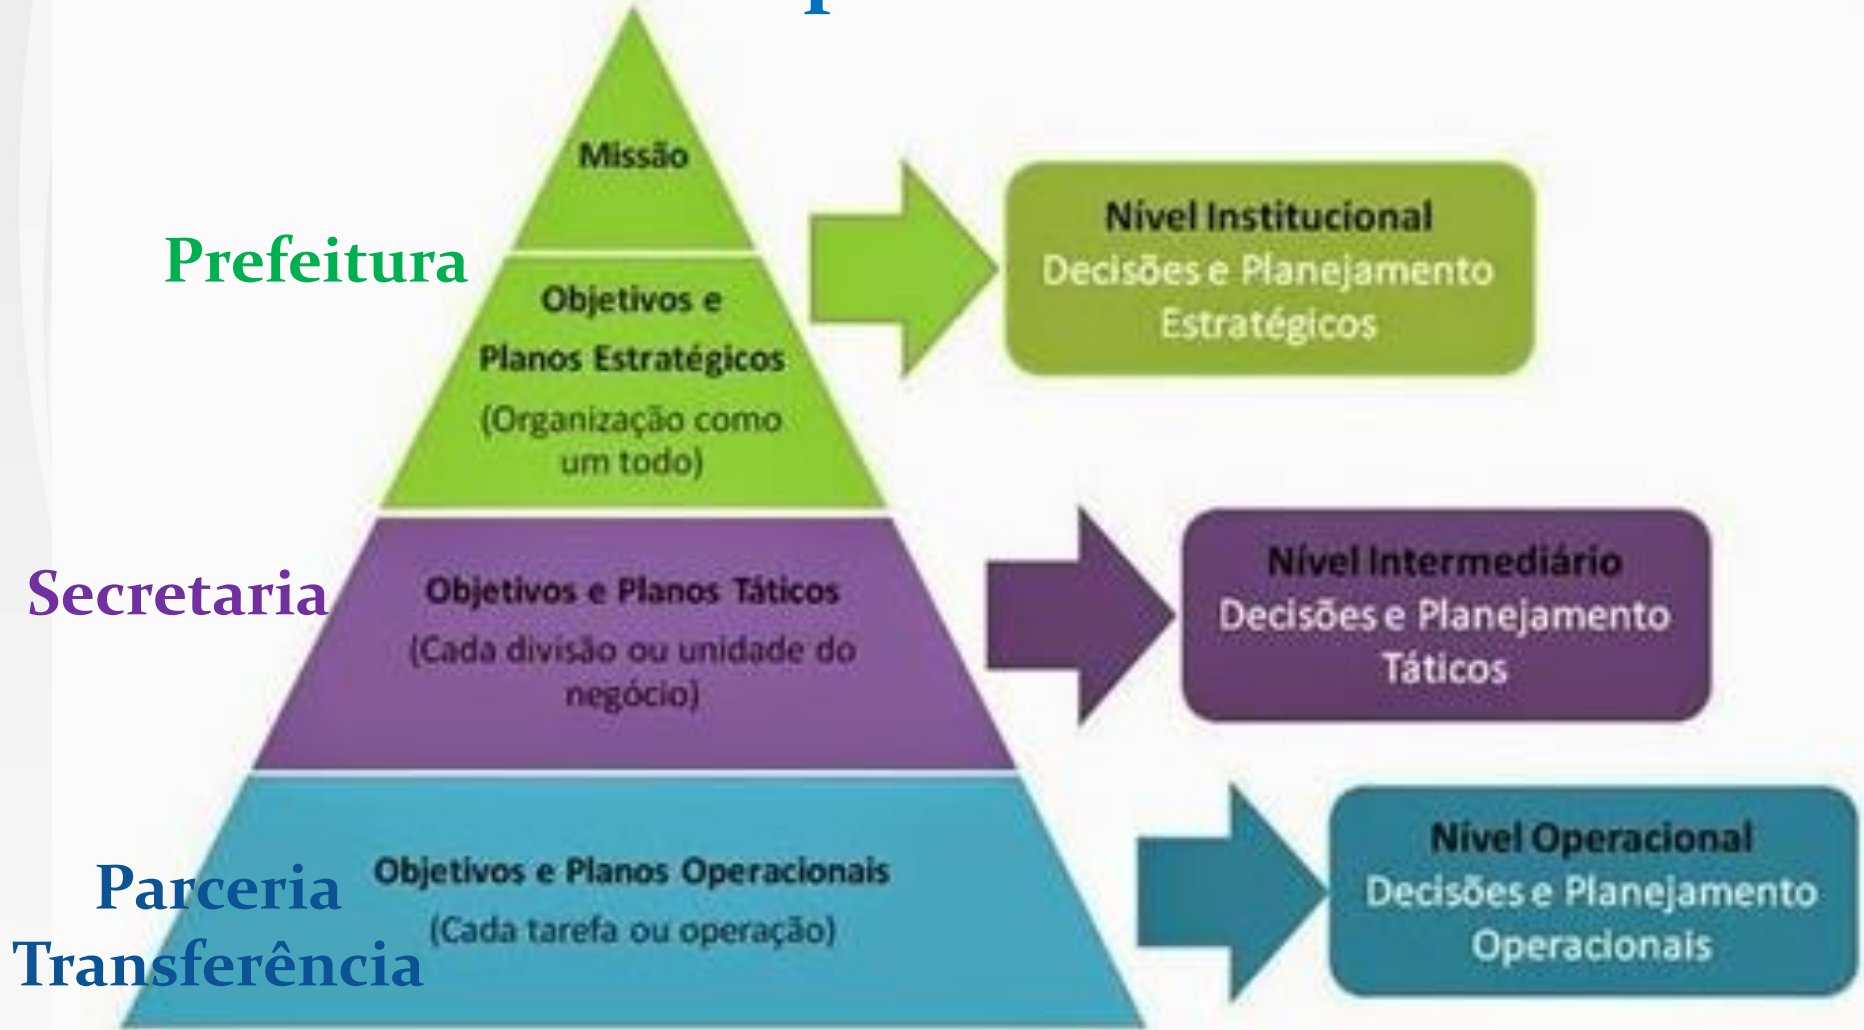 Missão
Prefeitura
Objetivos e
Planos Estratégicos
(Organização como
um todo)
Nível Institucional
Decisões e Planejamento
Estratégicos
Secretaria
Objetivos e Planos Táticos
(Cada divisão ou unidade do
negócio)
Nível Intermediário
Decisões e Planejamento
Táticos
Parceria
Transferência
Objetivos e Planos Operacionais
(Cada tarefa ou operação)
Nível Operacional
Decisões e Planejamento
Operacionais